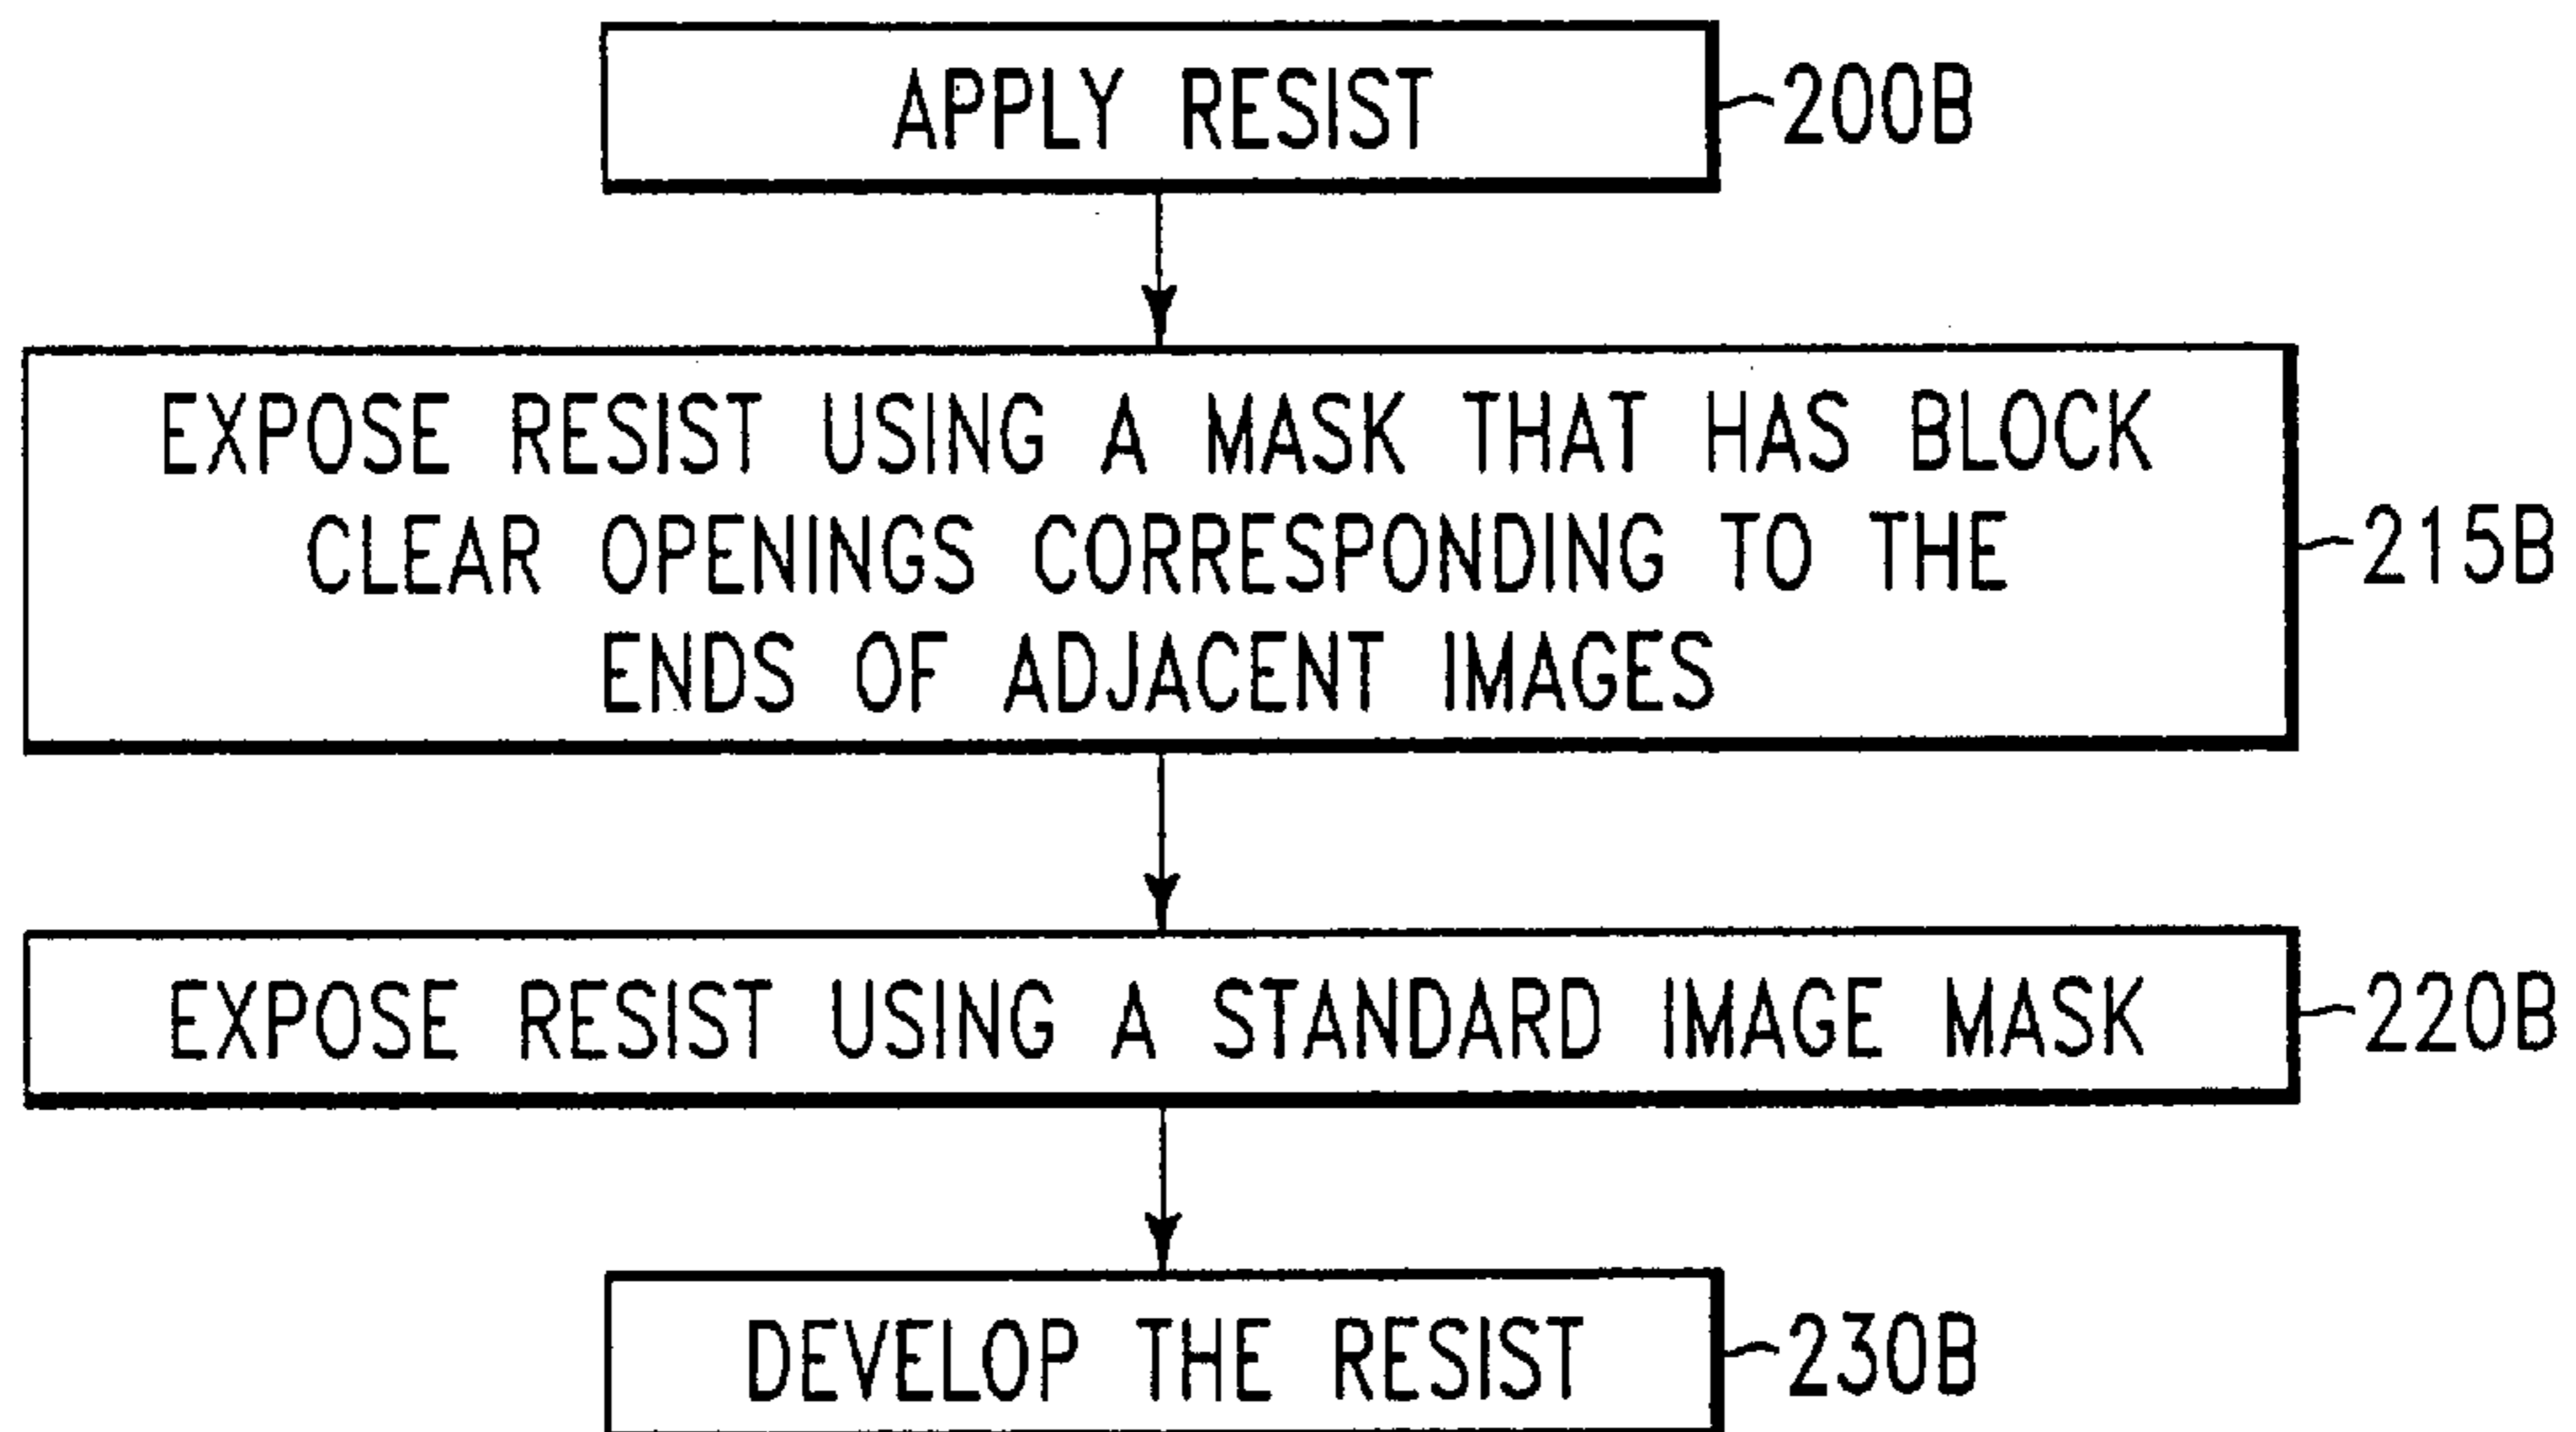 APPLY RESIST
200B
EXPOSE RESIST USING A MASK THAT HAS BLOCK
CLEAR OPENINGS CORRESPONDING TO THE
ENDS OF ADJACENT IMAGES
215B
EXPOSE RESIST USING A STANDARD IMAGE MASK
220B
DEVELOP THE RESIST
230B